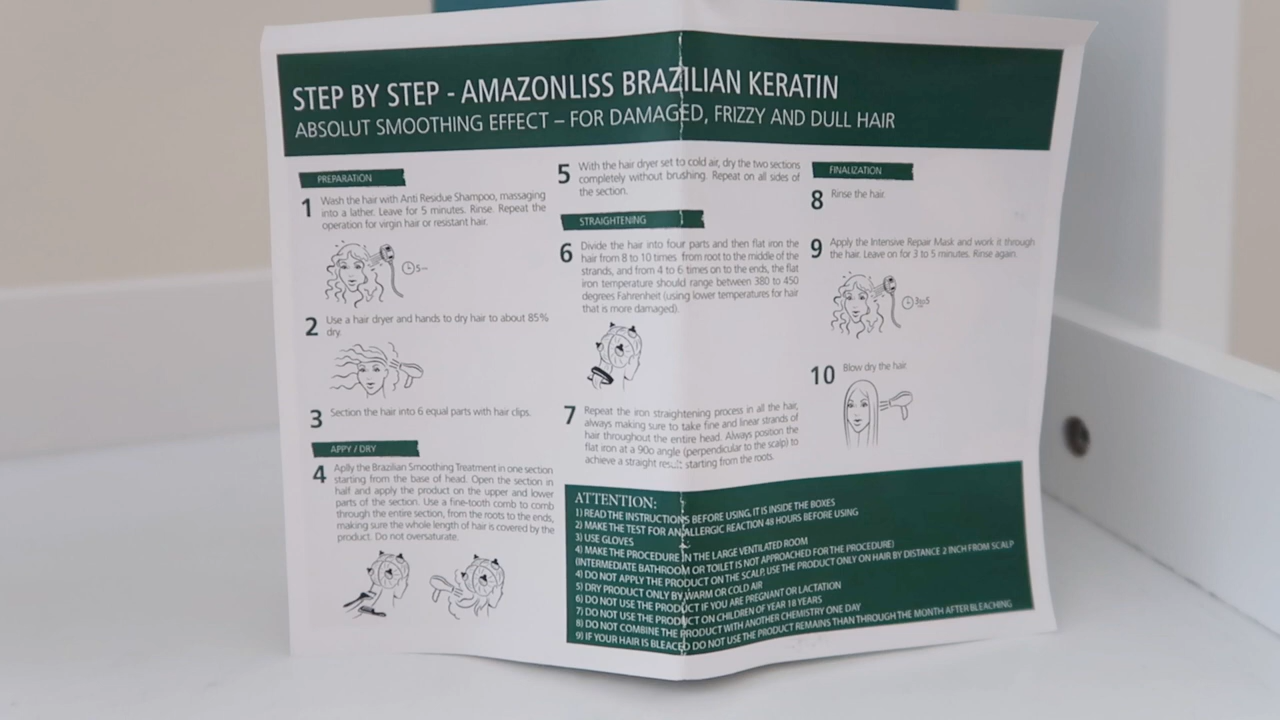 STEP BY STEP - AMAZONLISS BRAZILIAN KERATIN
ABSOLUT SMOOTHING EFFECT – FOR DAMAGED, FRIZZY AND DULL HAIR
PREPARATION
1 Wash the hair with Anti Residue Shampoo, massaging
into a lather. Leave for 5 minutes. Rinse. Repeat the
operation for virgin hair or resistant hair.
5
2 Use a hair dryer and hands to dry hair to about 85%
dry.
3 Section the hair into 6 equal parts with hair clips.
APPY / DRY
4 Aplly the Brazilian Smoothing Treatment in one section
starting from the base of head. Open the section in
half and apply the product on the upper and lower
parts of the section. Use a fine-tooth comb to comb
through the entire section, from the roots to the ends,
making sure the whole length of hair is covered by the
product. Do not oversaturate.
5 With the hair dryer set to cold air, dry the two sections
completely without brushing. Repeat on all sides of
the section.
STRAIGHTENING
6 Divide the hair into four parts and then flat iron the
hair from 8 to 10 times from root to the middle of the
strands, and from 4 to 6 times on to the ends, the flat
iron temperature should range between 380 to 450
degrees Fahrenheit (using lower temperatures for hair
that is more damaged).
7 Repeat the iron straightening process in all the hair,
always making sure to take fine and linear strands of
hair throughout the entire head. Always position the
flat iron at a 90o angle (perpendicular to the scalp) to
achieve a straight result starting from the roots.
FINALIZATION
8 Rinse the hair.
9 Apply the Intensive Repair Mask and work it through
the hair. Leave on for 3 to 5 minutes. Rinse again.
3to5
10 Blow dry the hair.
ATTENTION:
1) READ THE INSTRUCTIONS BEFORE USING, IT IS INSIDE THE BOXES
2) MAKE THE TEST FOR AN ALLERGIC REACTION 48 HOURS BEFORE USING
3) USE GLOVES
4) MAKE THE PROCEDURE IN THE LARGE VENTILATED ROOM
(INTERMEDIATE BATHROOM OR TOILET IS NOT APPROACHED FOR THE PROCEDURE)
4) DO NOT APPLY THE PRODUCT ON THE SCALP, USE THE PRODUCT ONLY ON HAIR BY DISTANCE 2 INCH FROM SCALP
5) DRY PRODUCT ONLY BY WARM OR COLD AIR
6) DO NOT USE THE PRODUCT IF YOU ARE PREGNANT OR LACTATION
7) DO NOT USE THE PRODUCT ON CHILDREN OF YEAR 18 YEARS
8) DO NOT COMBINE THE PRODUCT WITH ANOTHER CHEMISTRY ONE DAY
9) IF YOUR HAIR IS BLEACED DO NOT USE THE PRODUCT REMAINS THAN THROUGH THE MONTH AFTER BLEACHING